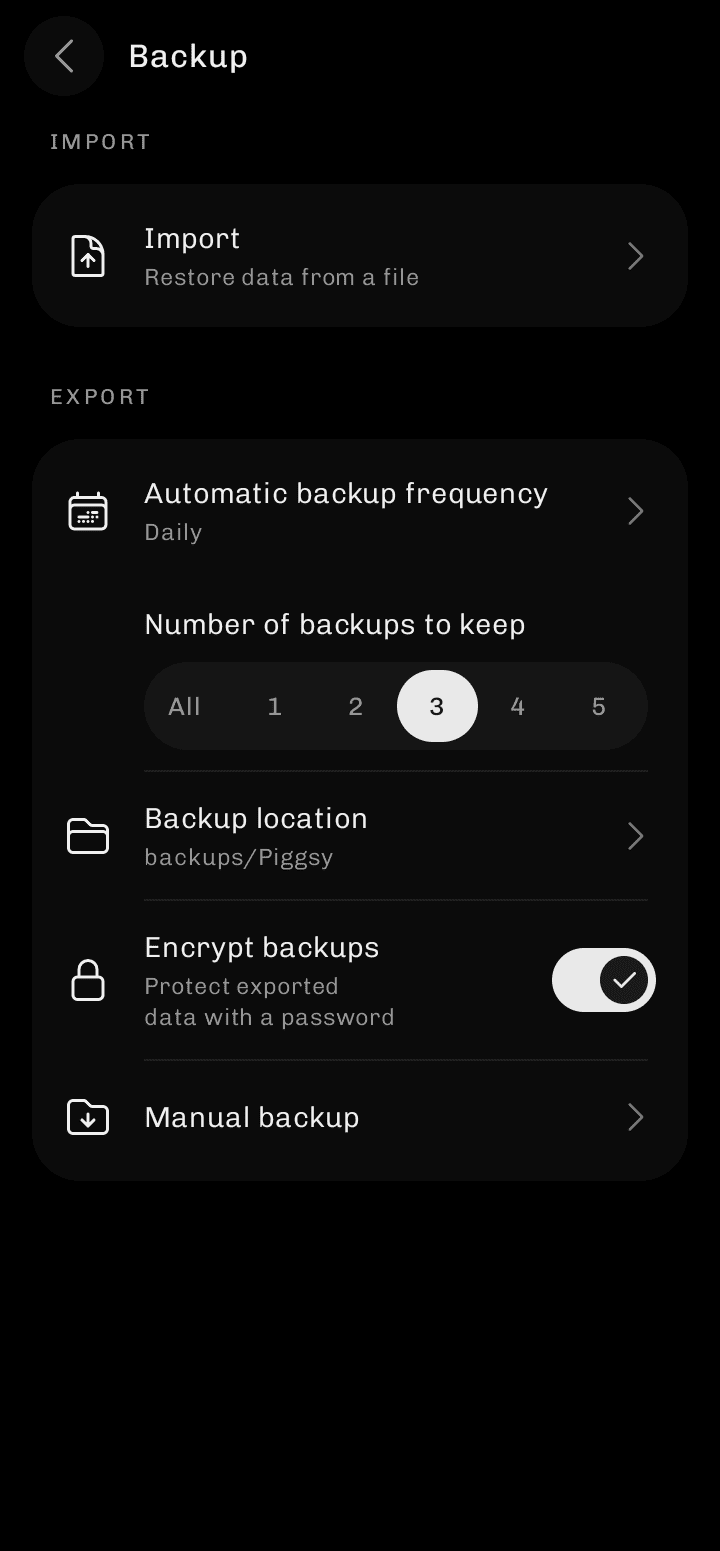 Backup
IMPORT
Import
Restore data from a file
EXPORT
Automatic backup frequency
Daily
Number of backups to keep
All 1 2 3 4 5
Backup location
backups/Piggsy
Encrypt backups
Protect exported
data with a password
Manual backup